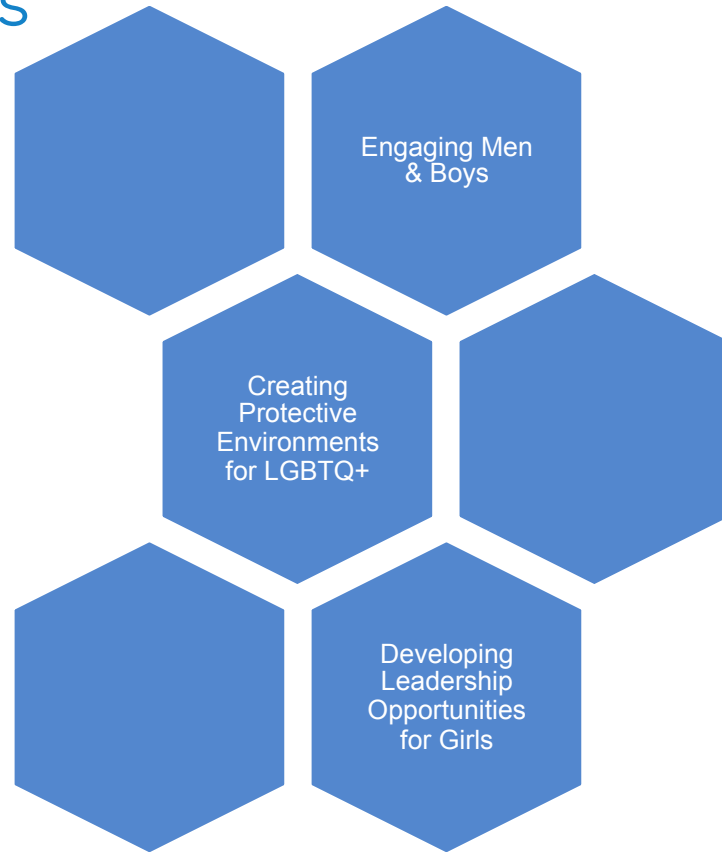 s
Engaging Men
& Boys
Creating
Protective
Environments
for LGBTQ+
Developing
Leadership
Opportunities
for Girls